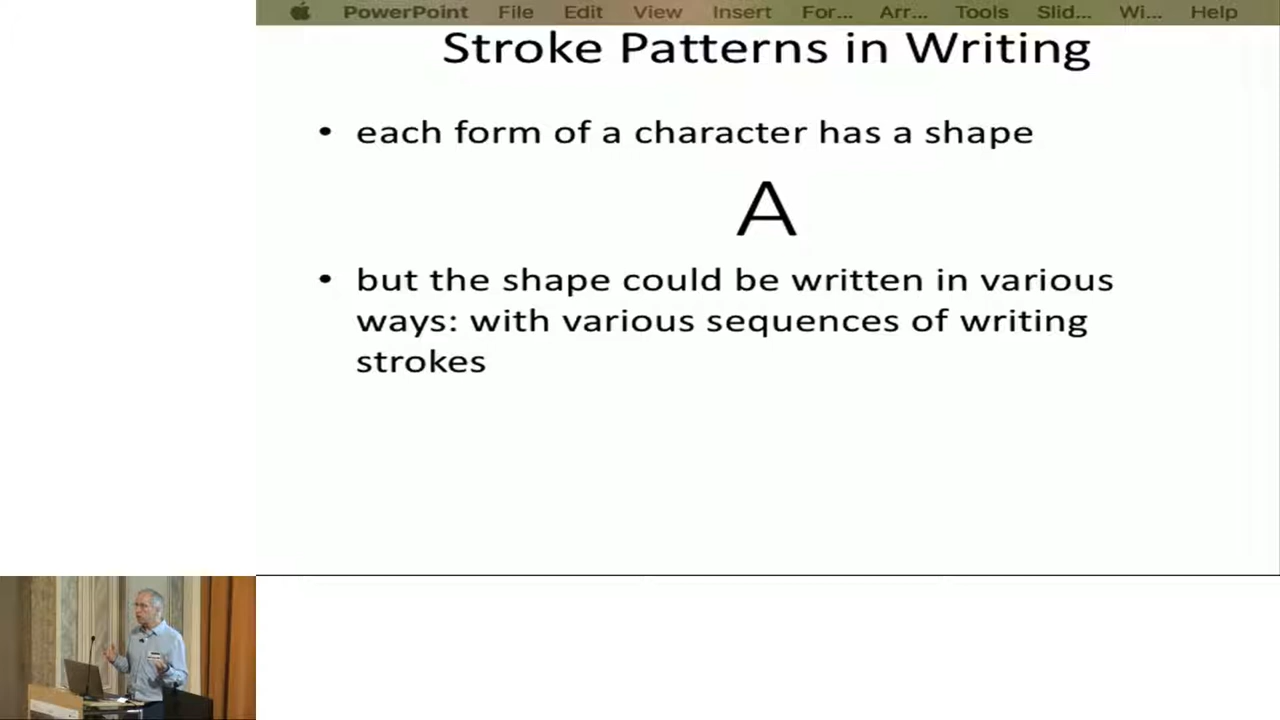 PowerPoint File Edit View Insert For... Arr... Tools Slid... Wi... Help
Stroke Patterns in Writing
• each form of a character has a shape
A
• but the shape could be written in various
ways: with various sequences of writing
strokes